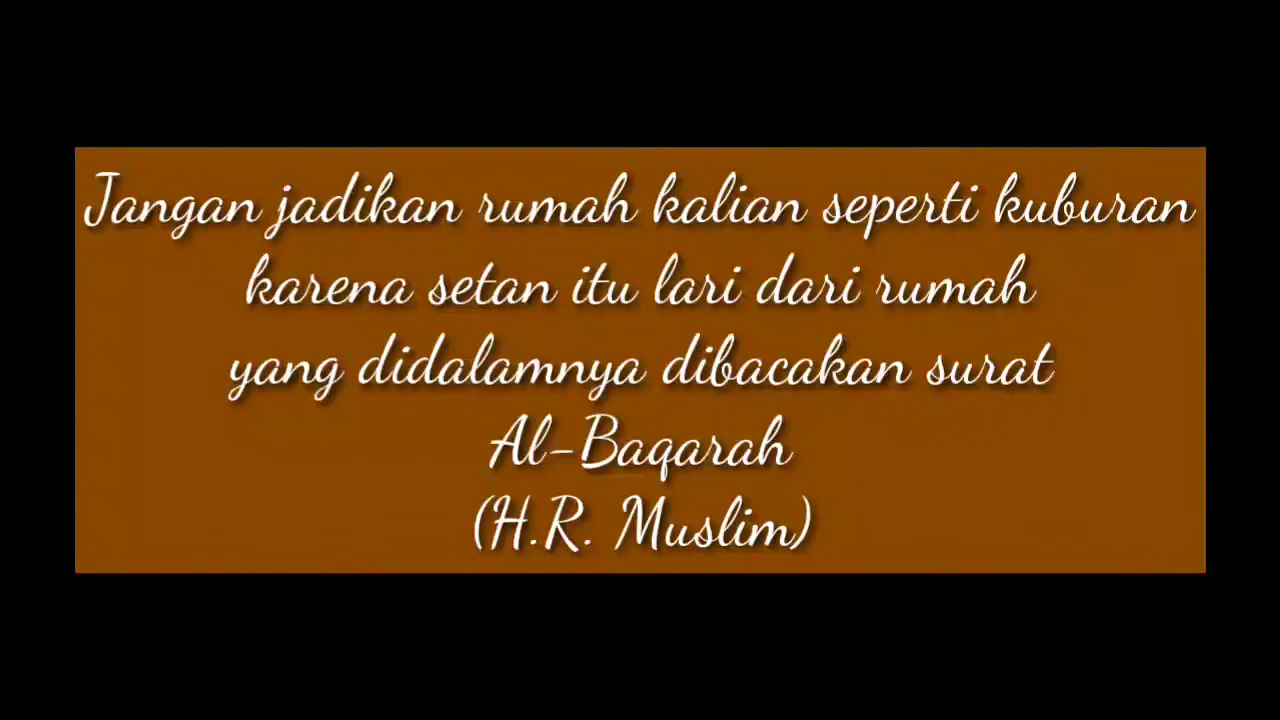 Jangan jadikan rumah kalian seperti kuburan
karena setan itu lari dari rumah
yang didalamnya dibacakan surat
Al-Baqarah
(H.R. Muslim)